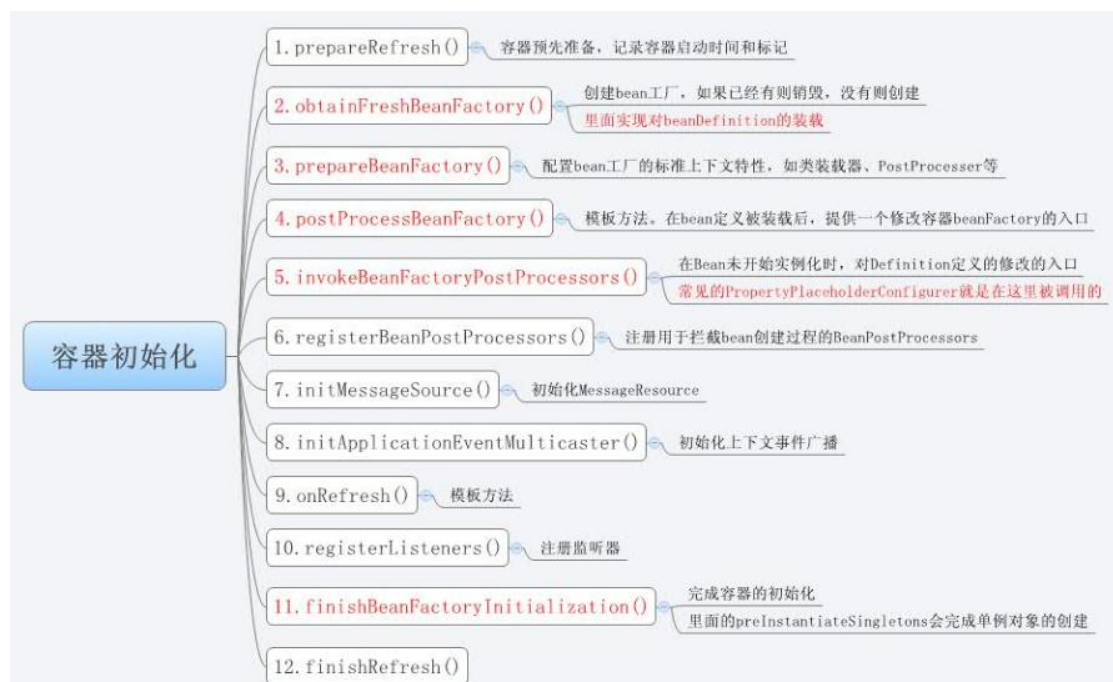 容器初始化
1.prepareRefresh()
容器预先准备，记录容器启动时间和标记
2.obtainFreshBeanFactory()
创建bean工厂，如果已经有则销毁，没有则创建
里面实现对beanDefinition的装载
3.prepareBeanFactory()
配置bean工厂的标准上下文特性，如类装载器、PostProcesser等
4.postProcessBeanFactory()
模板方法。在bean定义被装载后，提供一个修改容器beanFactory的入口
5.invokeBeanFactoryPostProcessors()
在Bean未开始实例化时，对Definition定义的修改的入口
常见的PropertyPlaceholderConfigurer就是在这里被调用的
6.registerBeanPostProcessors()
注册用于拦截bean创建过程的BeanPostProcessors
7.initMessageSource()
初始化MessageResource
8.initApplicationEventMulticaster()
初始化上下文事件广播
9.onRefresh()
模板方法
10.registerListeners()
注册监听器
11.finishBeanFactoryInitialization()
完成容器的初始化
里面的preInstantiateSingletons会完成单例对象的创建
12.finishRefresh()